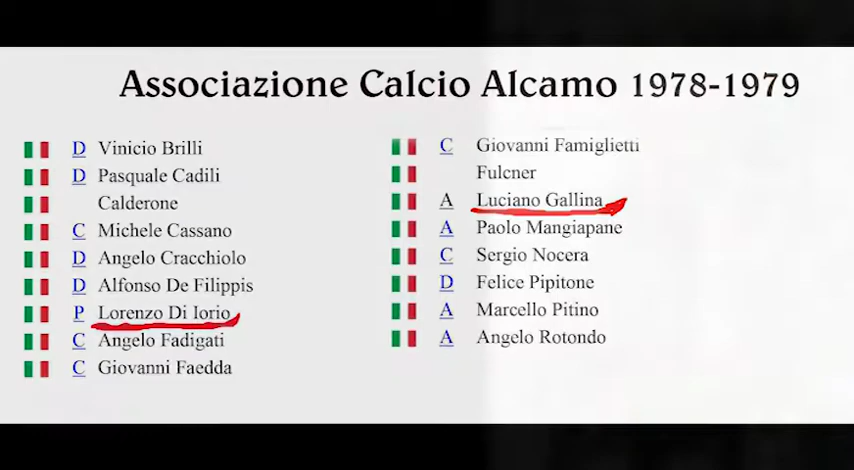 Associazione Calcio Alcamo 1978-1979
D Vinicio Brilli
D Pasquale Cadili
Calderone
C Michele Cassano
D Angelo Cracchiolo
D Alfonso De Filippis
P Lorenzo Di Iorio
C Angelo Fadigati
C Giovanni Faedda
C Giovanni Famiglietti
Fulcner
A Luciano Gallina
A Paolo Mangiapane
C Sergio Nocera
D Felice Pipitone
A Marcello Pitino
A Angelo Rotondo